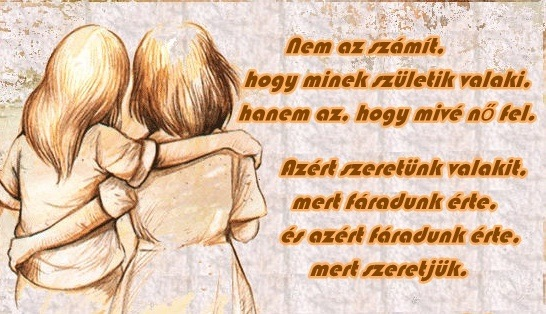 Nem az számít,
hogy minek születik valaki,
hanem az, hogy mivé nő fel.
Azért szeretünk valakit,
mert fáradunk érte,
és azért fáradunk érte,
mert szeretjük.